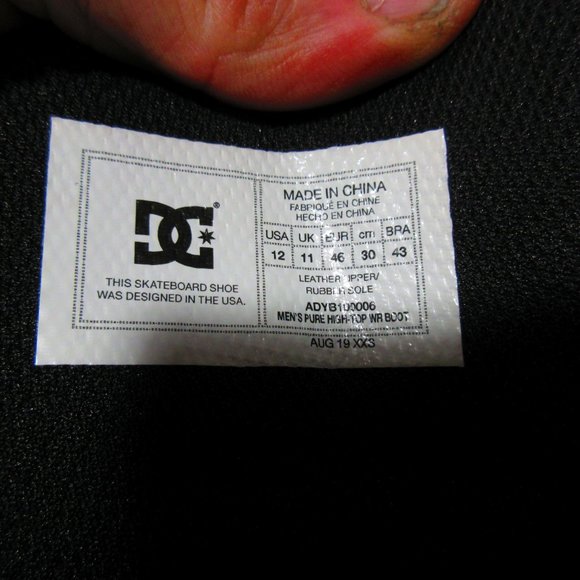 DC®
THIS SKATEBOARD SHOE
WAS DESIGNED IN THE USA.
MADE IN CHINA
FABRIQUÉ EN CHINE
HECHO EN CHINA
USA UK EUR cm BRA
12 11 46 30 43
LEATHER UPPER/
RUBBER SOLE
ADYB100006
MEN'S PURE HIGH-TOP WR BOOT
AUG 19 XXS